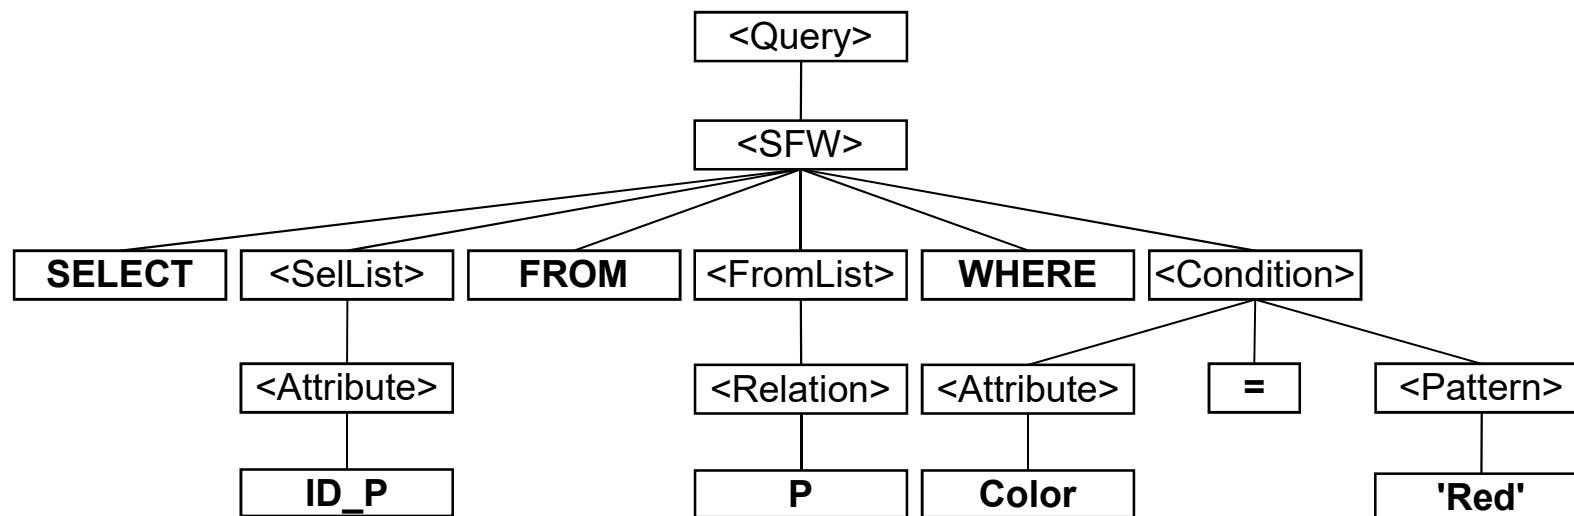 <Query>
<SFW>
SELECT <SelList> FROM <FromList> WHERE <Condition>
<Attribute> <Relation> <Attribute> = <Pattern>
ID_P P Color 'Red'